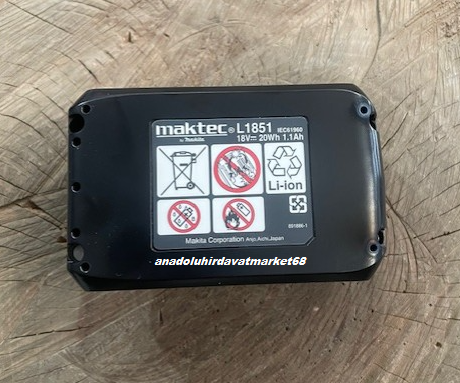 maktec® L1851 IEC61960
by makita 18V⎓ 20Wh 1.1Ah
Li-ion
Makita Corporation Anjo, Aichi, Japan
anadoluhirdavatmarket68